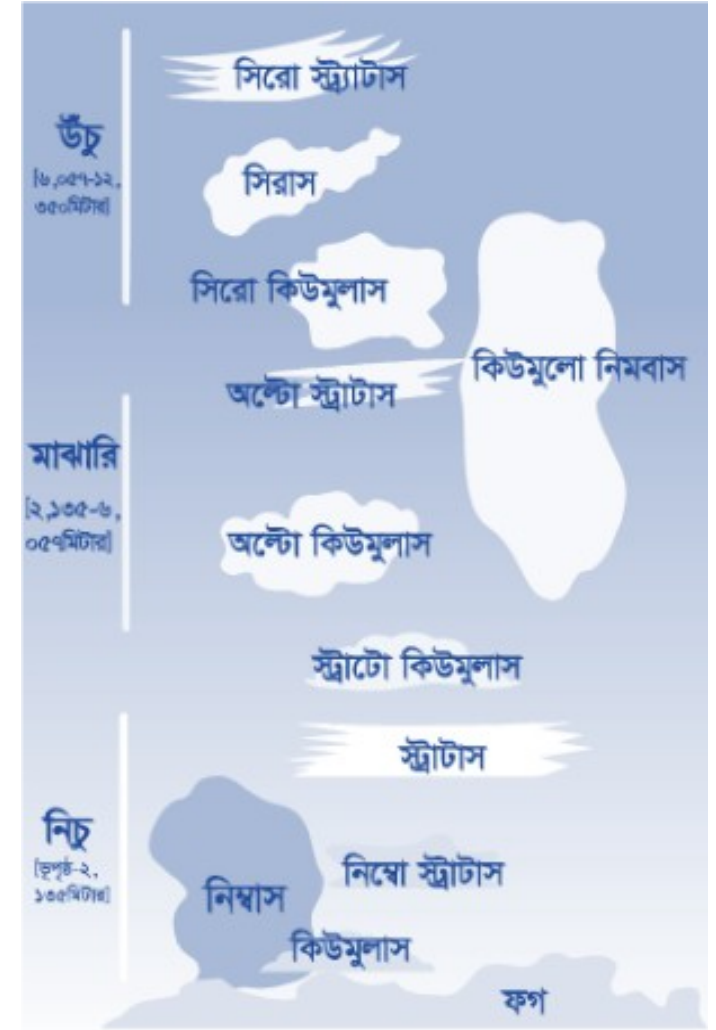 সিরো স্ট্র্যাটাস
উঁচু
[৬,০৫৭-১২,
৩৫০মিটার]
সিরাস
সিরো কিউমুলাস
কিউমুলো নিমবাস
অল্টো স্ট্রাটাস
মাঝারি
[২,১৩৫-৬,
০৫৭মিটার]
অল্টো কিউমুলাস
স্ট্রাটো কিউমুলাস
স্ট্রাটাস
নিচু
[ভূপৃষ্ঠ-২,
১৩৫মিটার]
নিম্বো স্ট্রাটাস
নিম্বাস
কিউমুলাস
ফগ